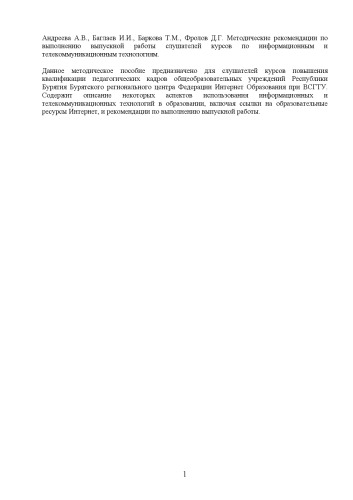 Андреева А.В., Баглаев И.И., Баркова Т.М., Фролов Д.Г. Методические рекомендации по
выполнению выпускной работы слушателей курсов по информационным и
телекоммуникационным технологиям.
Данное методическое пособие предназначено для слушателей курсов повышения
квалификации педагогических кадров общеобразовательных учреждений Республики
Бурятия Бурятского регионального центра Федерации Интернет Образования при ВСГТУ.
Содержит описание некоторых аспектов использования информационных и
телекоммуникационных технологий в образовании, включая ссылки на образовательные
ресурсы Интернет, и рекомендации по выполнению выпускной работы.
1